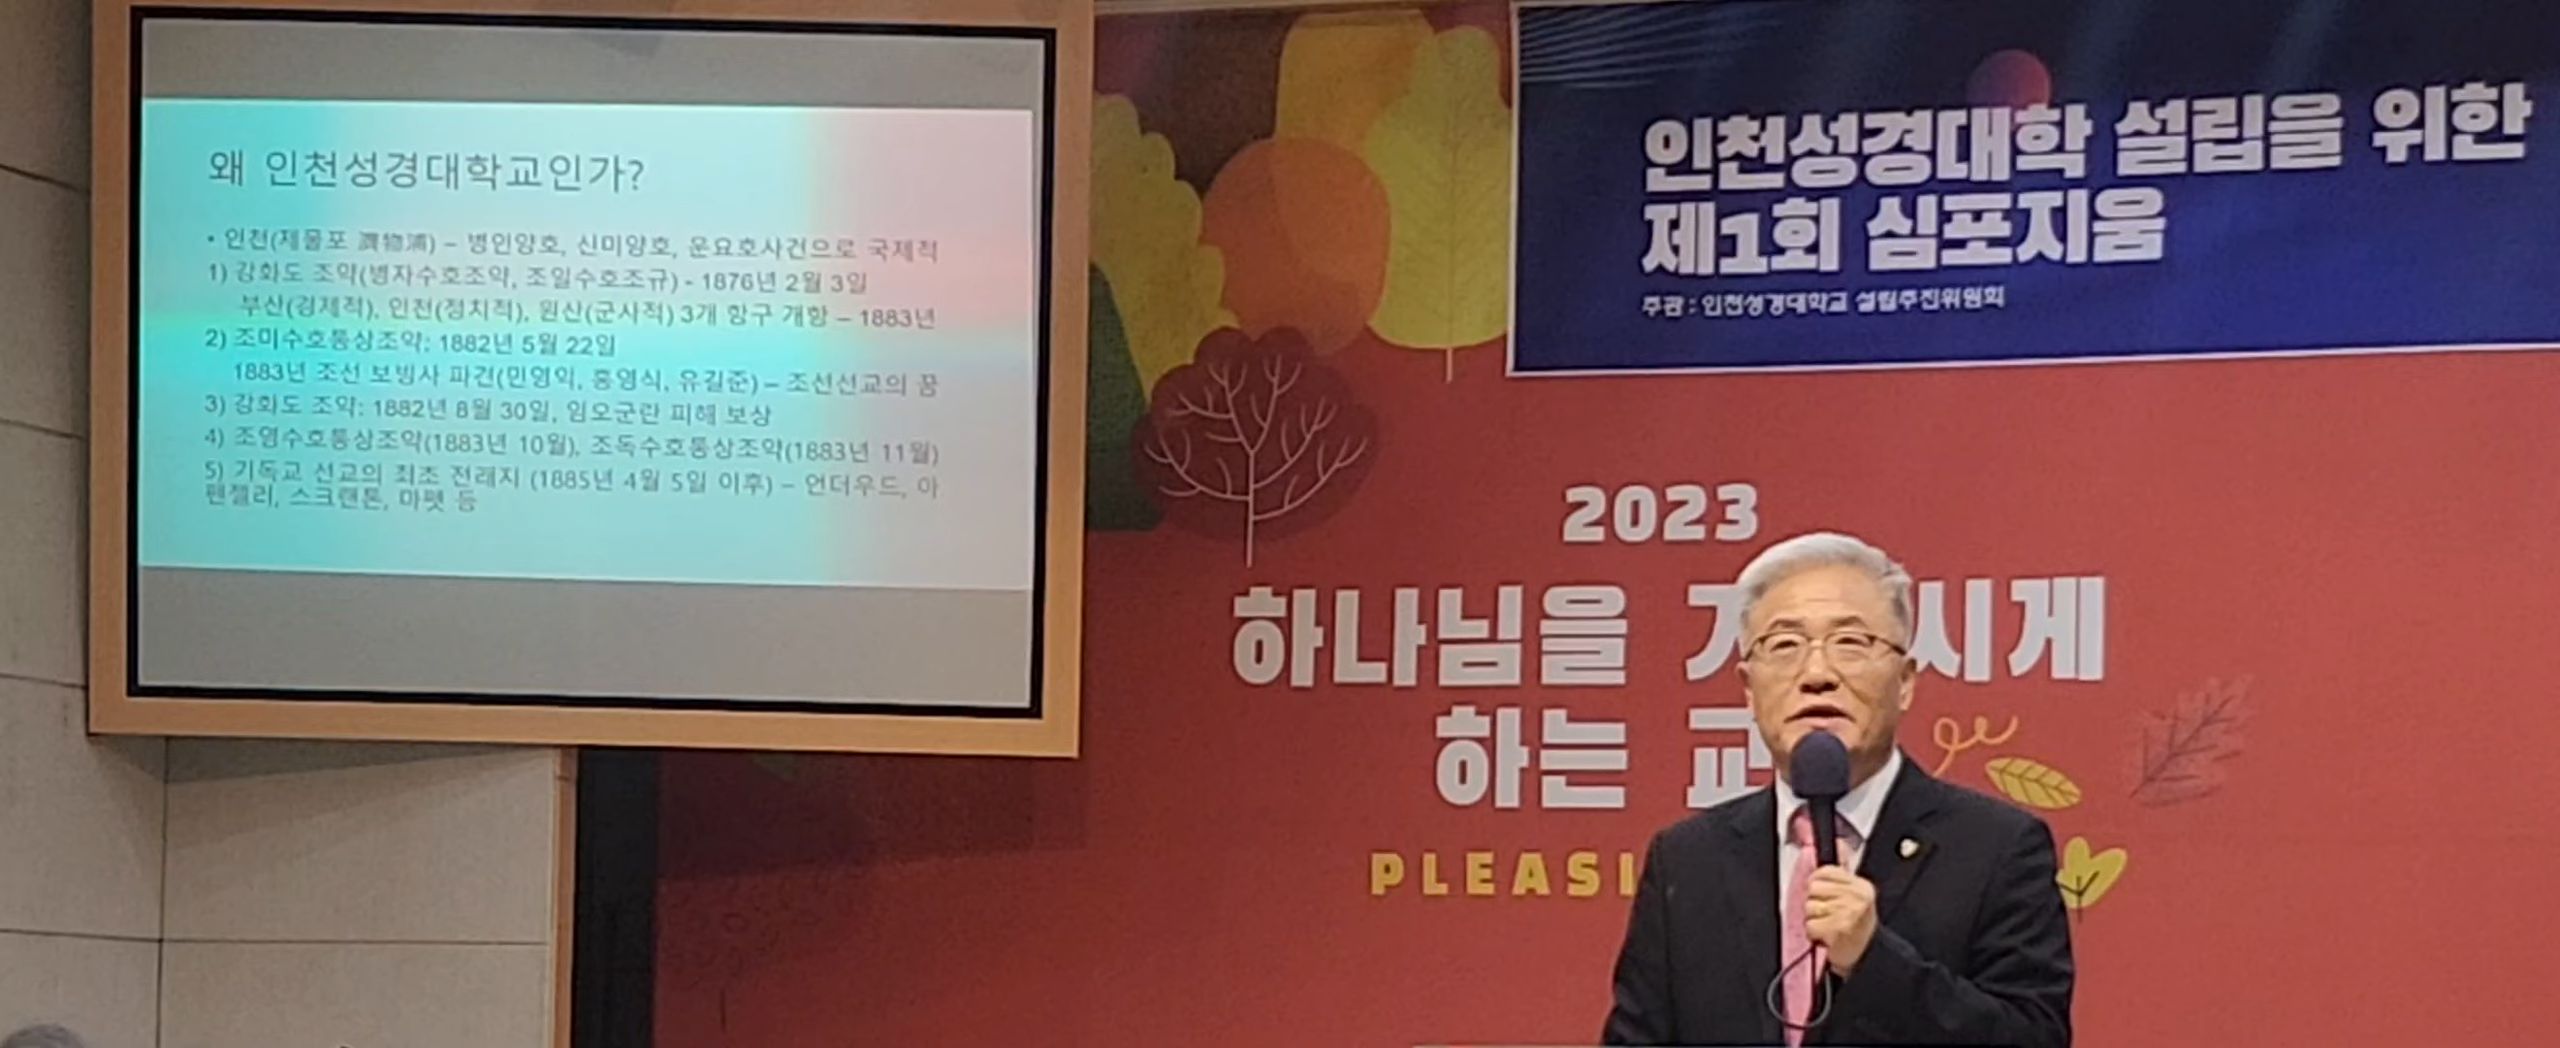 왜 인천성경대학교인가?
• 인천(제물포 濟物浦) – 병인양호, 신미양호, 운요호사건으로 국제적
1) 강화도 조약(병자수호조약, 조일수호조규) - 1876년 2월 3일
부산(경제적), 인천(정치적), 원산(군사적) 3개 항구 개항 – 1883년
2) 조미수호통상조약: 1882년 5월 22일
1883년 조선 보빙사 파견(민영익, 홍영식, 유길준) – 조선선교의 꿈
3) 강화도 조약: 1882년 8월 30일, 임오군란 피해 보상
4) 조영수호통상조약(1883년 10월), 조독수호통상조약(1883년 11월)
5) 기독교 선교의 최초 전래지 (1885년 4월 5일 이후) – 언더우드, 아
펜젤러, 스크랜톤, 마펫 등
인천성경대학 설립을 위한
제1회 심포지움
주관 : 인천성경대학교 설립추진위원회
2023
하나님을 시게
하는 교
PLEASI